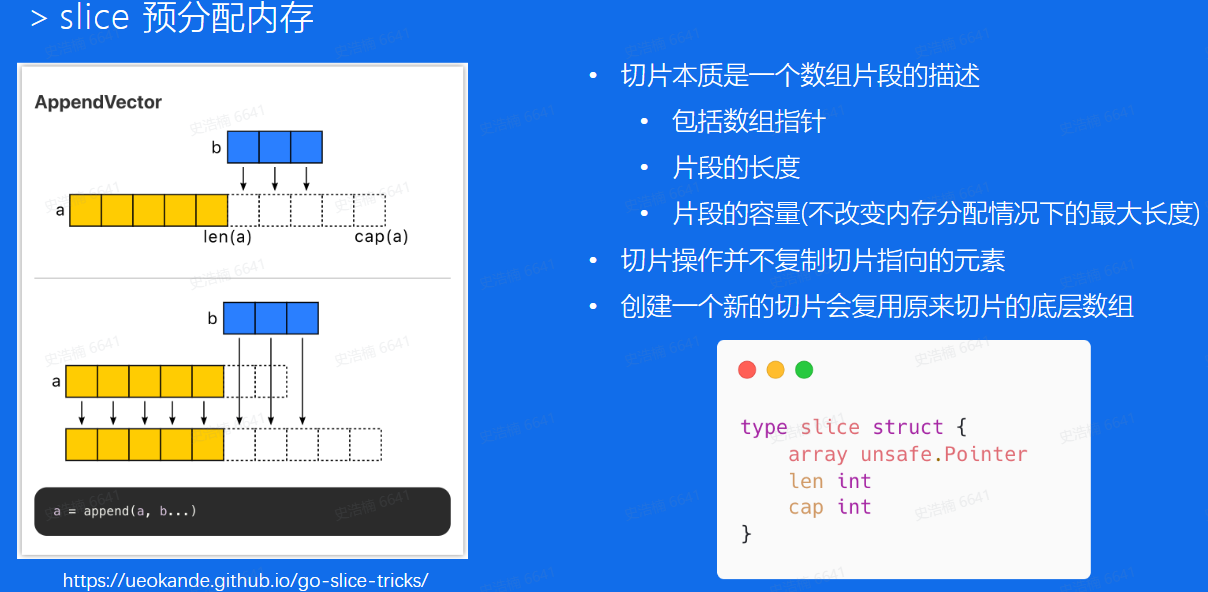 > slice 预分配内存
AppendVector
b
a
len(a)
cap(a)
b
a
a = append(a, b...)
https://ueokande.github.io/go-slice-tricks/
• 切片本质是一个数组片段的描述
• 包括数组指针
• 片段的长度
• 片段的容量(不改变内存分配情况下的最大长度)
• 切片操作并不复制切片指向的元素
• 创建一个新的切片会复用原来切片的底层数组
type slice struct {
array unsafe.Pointer
len int
cap int
}
史浩楠 6641